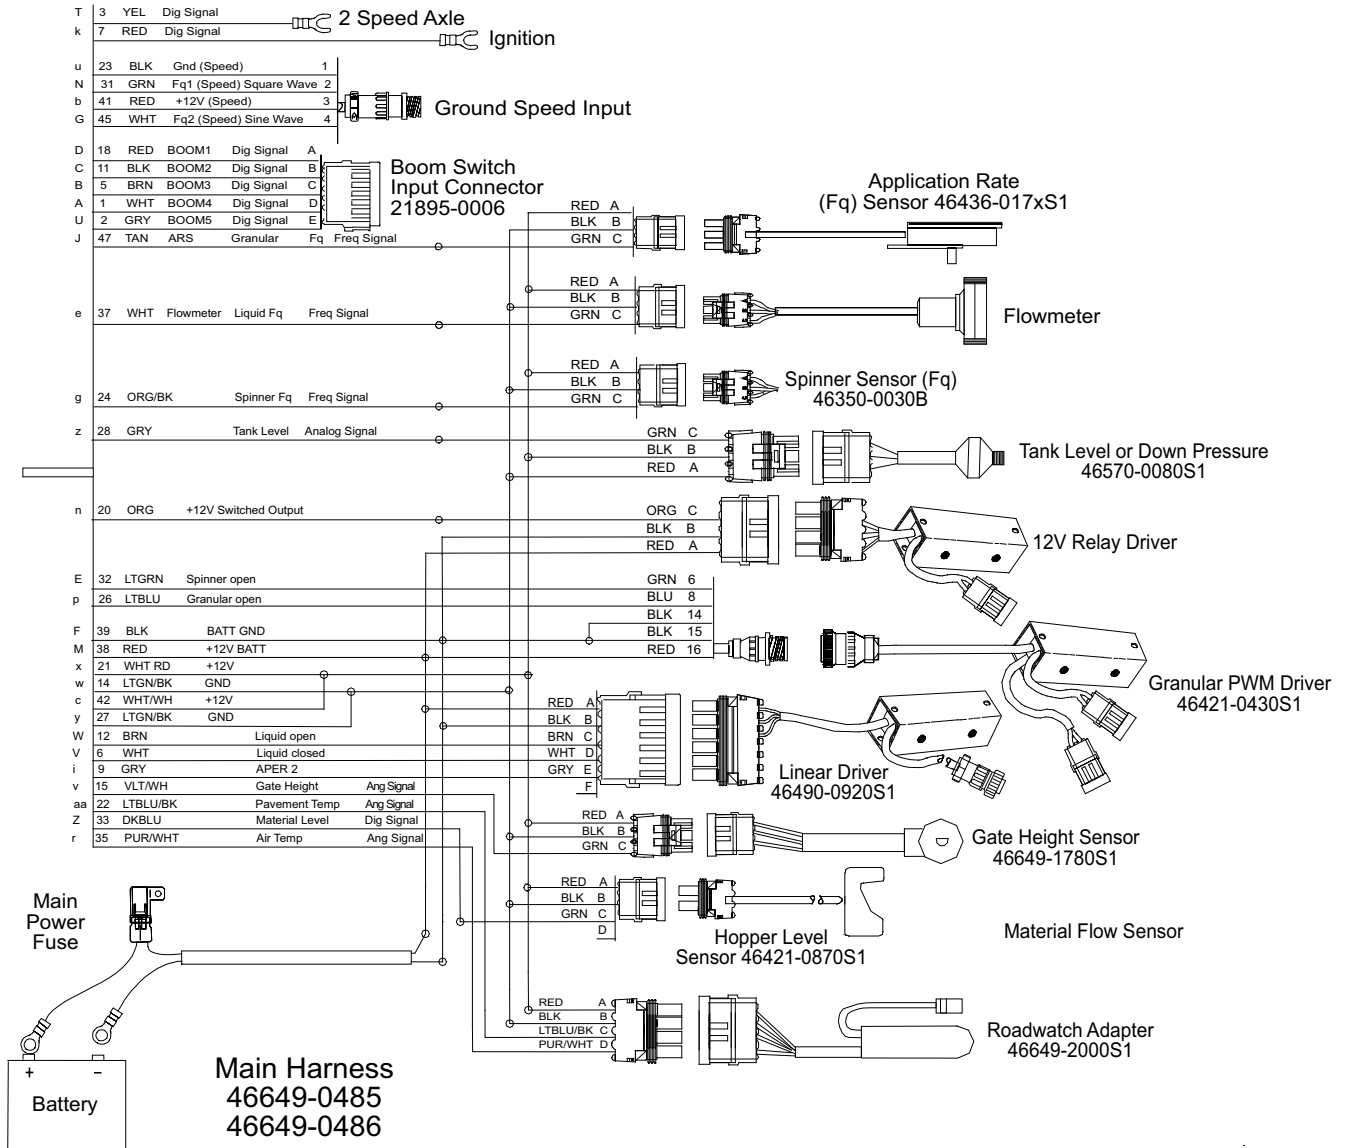 T 3 YEL Dig Signal
2 Speed Axle
k 7 RED Dig Signal
Ignition
u 23 BLK Gnd (Speed) 1
N 31 GRN Fq1 (Speed) Square Wave 2
b 41 RED +12V (Speed) 3
G 45 WHT Fq2 (Speed) Sine Wave 4
Ground Speed Input
D 18 RED BOOM1 Dig Signal A
C 11 BLK BOOM2 Dig Signal B
B 5 BRN BOOM3 Dig Signal C
A 1 WHT BOOM4 Dig Signal D
U 2 GRY BOOM5 Dig Signal E
Boom Switch
Input Connector
21895-0006
J 47 TAN ARS Granular Fq Freq Signal
RED A
BLK B
GRN C
Application Rate
(Fq) Sensor 46436-017xS1
e 37 WHT Flowmeter Liquid Fq Freq Signal
RED A
BLK B
GRN C
Flowmeter
g 24 ORG/BK Spinner Fq Freq Signal
RED A
BLK B
GRN C
Spinner Sensor (Fq)
46350-0030B
z 28 GRY Tank Level Analog Signal
GRN C
BLK B
RED A
Tank Level or Down Pressure
46570-0080S1
n 20 ORG +12V Switched Output
ORG C
BLK B
RED A
12V Relay Driver
E 32 LTGRN Spinner open
GRN 6
p 26 LTBLU Granular open
BLU 8
BLK 14
F 39 BLK BATT GND
BLK 15
M 38 RED +12V BATT
RED 16
Granular PWM Driver
46421-0430S1
x 21 WHT RD +12V
w 14 LTGN/BK GND
c 42 WHT/WH +12V
y 27 LTGN/BK GND
W 12 BRN Liquid open
V 6 WHT Liquid closed
i 9 GRY APER 2
v 15 VLT/WH Gate Height Ang Signal
aa 22 LTBLU/BK Pavement Temp Ang Signal
Z 33 DKBLU Material Level Dig Signal
r 35 PUR/WHT Air Temp Ang Signal
RED A
BLK B
BRN C
WHT D
GRY E
F
Linear Driver
46490-0920S1
RED A
BLK B
GRN C
Gate Height Sensor
46649-1780S1
RED A
BLK B
GRN C
D
Hopper Level
Sensor 46421-0870S1
Material Flow Sensor
RED A
BLK B
LTBLU/BK C
PUR/WHT D
Roadwatch Adapter
46649-2000S1
Main
Power
Fuse
+ −
Battery
Main Harness
46649-0485
46649-0486